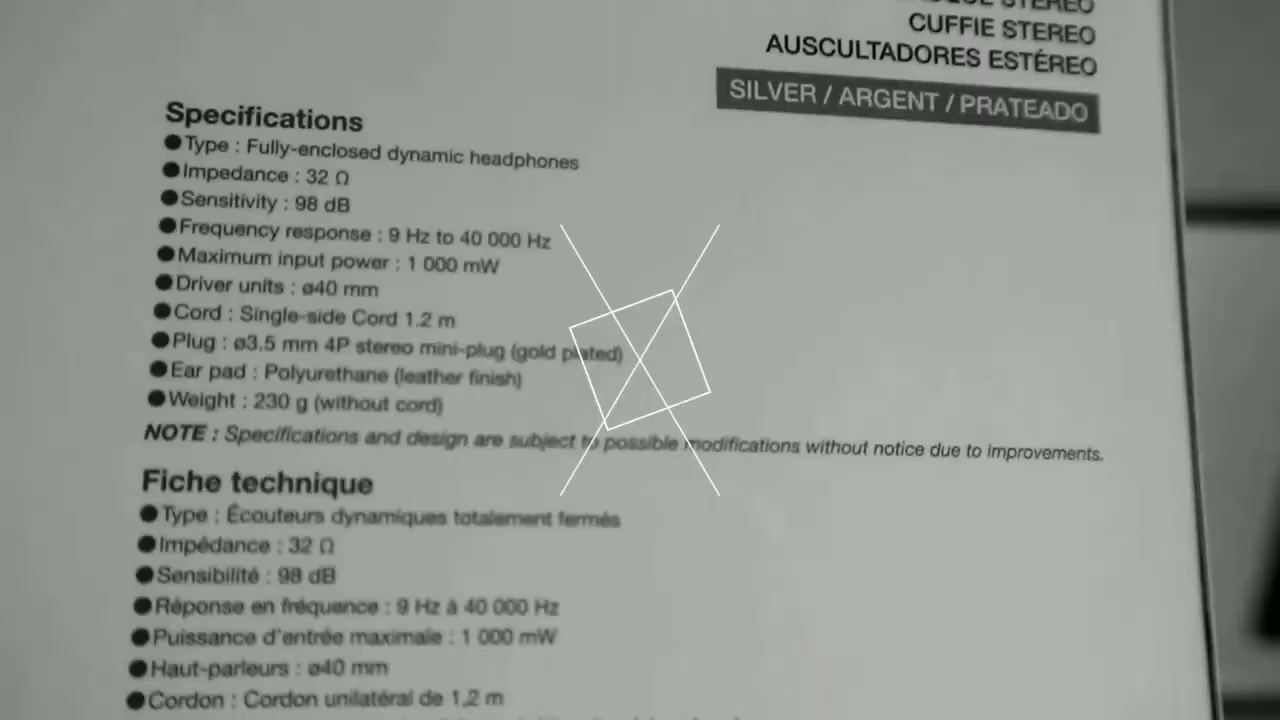 STEREO
CUFFIE STEREO
AUSCULTADORES ESTÉREO
SILVER / ARGENT / PRATEADO
Specifications
●Type : Fully-enclosed dynamic headphones
●Impedance : 32 Ω
●Sensitivity : 98 dB
●Frequency response : 9 Hz to 40 000 Hz
●Maximum input power : 1 000 mW
●Driver units : ø40 mm
●Cord : Single-side Cord 1.2 m
●Plug : ø3.5 mm 4P stereo mini-plug (gold plated)
●Ear pad : Polyurethane (leather finish)
●Weight : 230 g (without cord)
NOTE : Specifications and design are subject to possible modifications without notice due to improvements.
Fiche technique
●Type : Écouteurs dynamiques totalement fermés
●Impédance : 32 Ω
●Sensibilité : 98 dB
●Réponse en fréquence : 9 Hz à 40 000 Hz
●Puissance d'entrée maximale : 1 000 mW
●Haut-parleurs : ø40 mm
●Cordon : Cordon unilatéral de 1,2 m